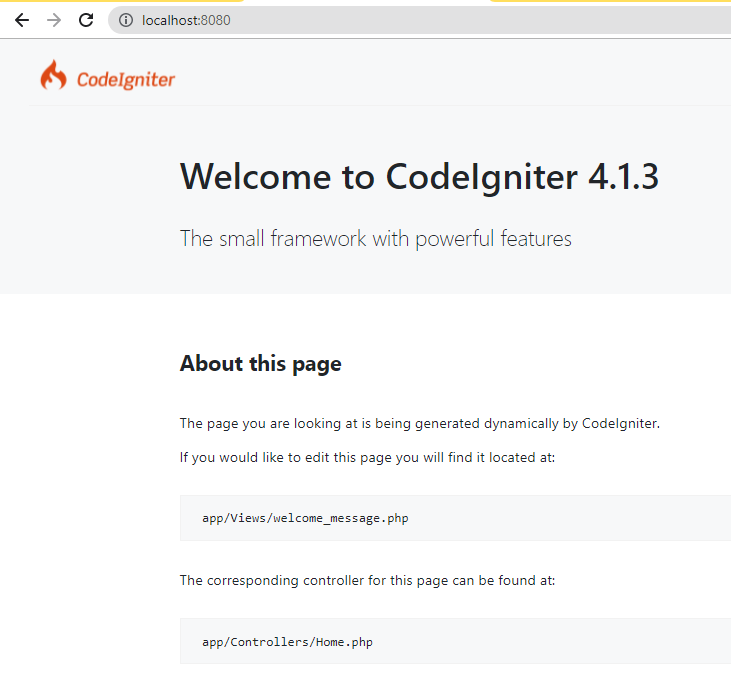 localhost:8080
CodeIgniter
Welcome to CodeIgniter 4.1.3
The small framework with powerful features
About this page
The page you are looking at is being generated dynamically by CodeIgniter.
If you would like to edit this page you will find it located at:
app/Views/welcome_message.php
The corresponding controller for this page can be found at:
app/Controllers/Home.php